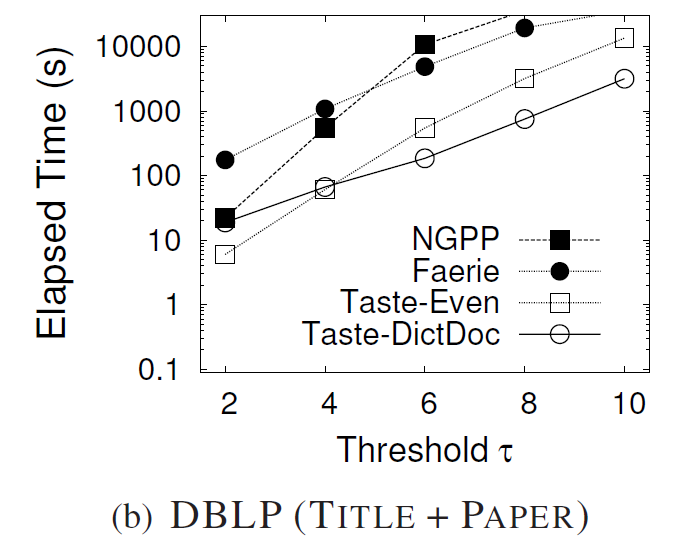 Elapsed Time (s)
10000
1000
100
10
1
0.1
NGPP
Faerie
Taste-Even
Taste-DictDoc
2 4 6 8 10
Threshold τ
(b) DBLP (TITLE + PAPER)